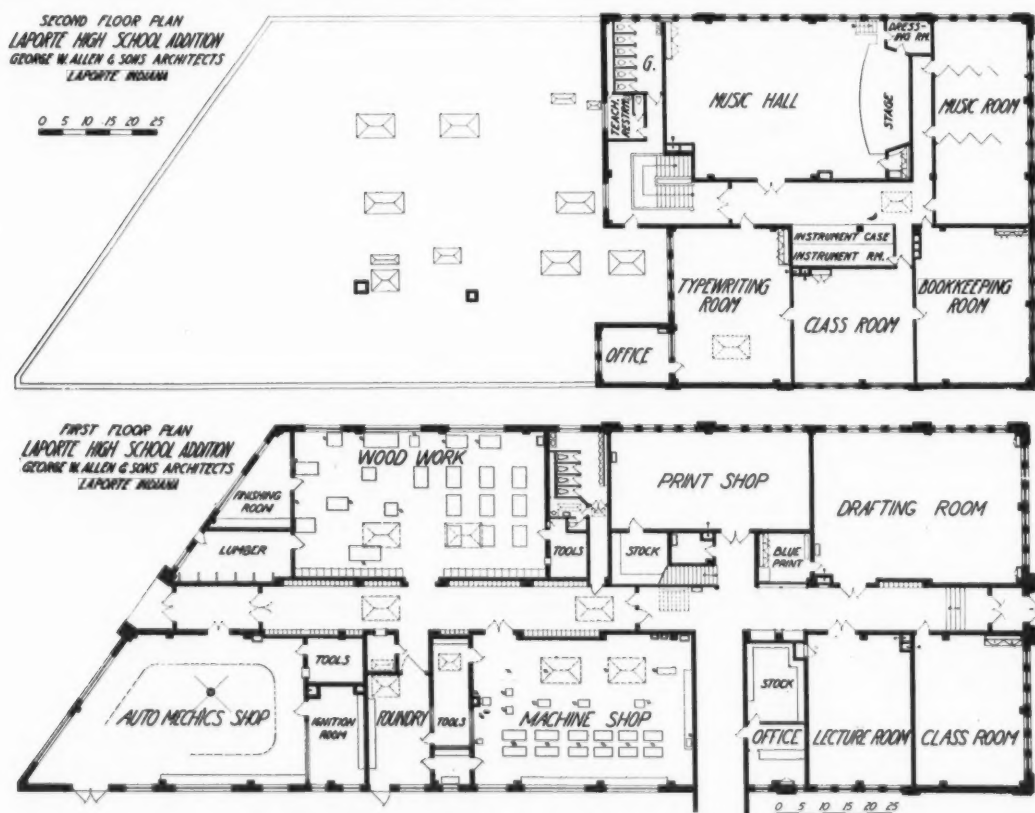 SECOND FLOOR PLAN
LAPORTE HIGH SCHOOL ADDITION
GEORGE W. ALLEN & SONS ARCHITECTS
LAPORTE INDIANA
0 5 10 15 20 25
G.
TEACH.
RESTRM.
MUSIC HALL
STAGE
DRESS-
ING RM.
MUSIC ROOM
INSTRUMENT CASE
INSTRUMENT RM.
TYPEWRITING
ROOM
CLASS ROOM
BOOKKEEPING
ROOM
OFFICE
FIRST FLOOR PLAN
LAPORTE HIGH SCHOOL ADDITION
GEORGE W. ALLEN & SONS ARCHITECTS
LAPORTE INDIANA
WOOD WORK
FINISHING
ROOM
LUMBER
TOOLS
PRINT SHOP
STOCK
BLUE
PRINT
DRAFTING ROOM
AUTO MECHICS SHOP
TOOLS
IGNITION
ROOM
FOUNDRY
TOOLS
MACHINE SHOP
STOCK
OFFICE
LECTURE ROOM
CLASS ROOM
0 5 10 15 20 25